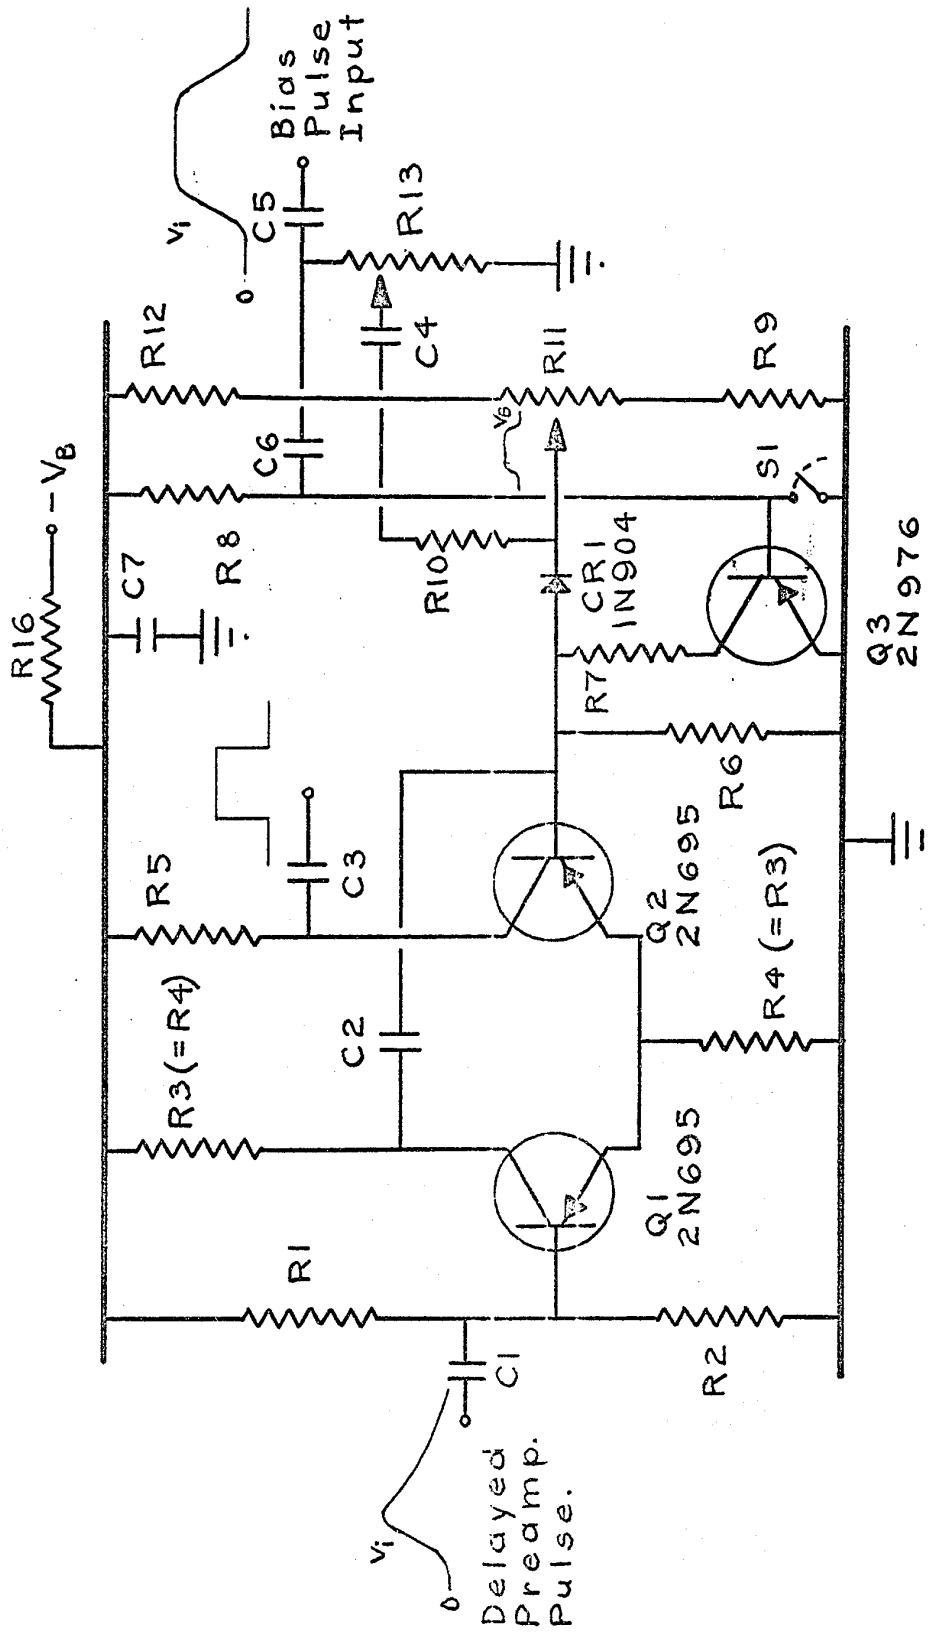 R16
-VB
R3(=R4)
R5
C7
R8
R12
Vi
O
C6
C5
Bias
Pulse
Input
R13
C4
R11
R9
VB
S1
R10
CR1
1N904
R7
Q3
2N976
C3
C2
R1
C1
Vi
O
Delayed
Preamp.
Pulse.
R2
Q1
2N695
Q2
2N695
R4(=R3)
R6